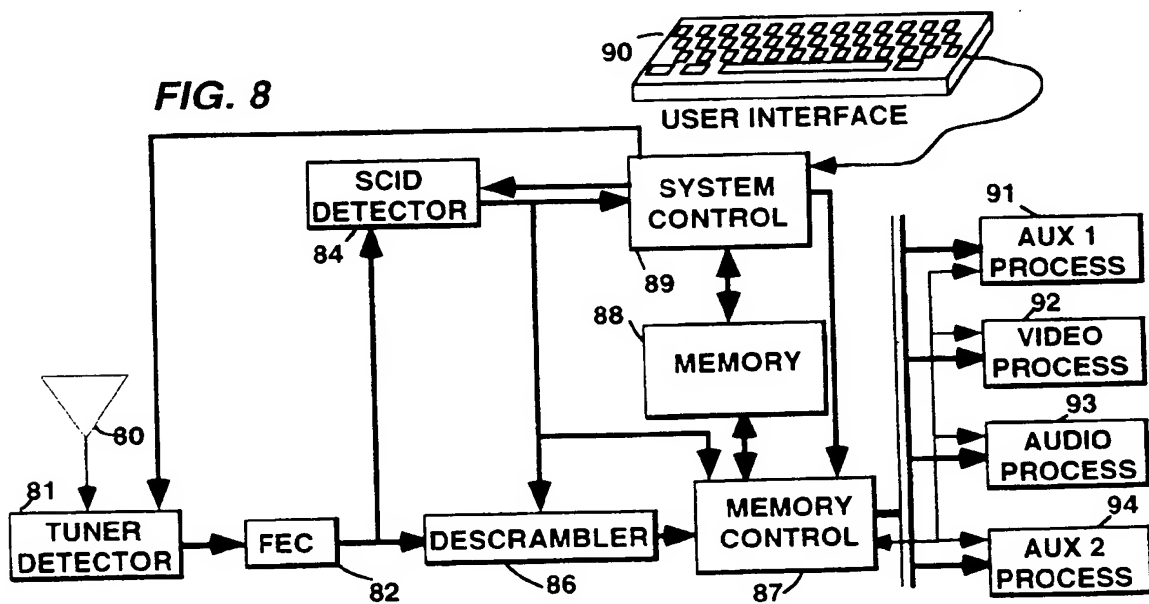 90
FIG. 8
USER INTERFACE
SCID
DETECTOR
84
SYSTEM
CONTROL
89
91
AUX 1
PROCESS
88
MEMORY
92
VIDEO
PROCESS
80
93
AUDIO
PROCESS
81
TUNER
DETECTOR
FEC
82
DESCRAMBLER
86
MEMORY
CONTROL
87
94
AUX 2
PROCESS